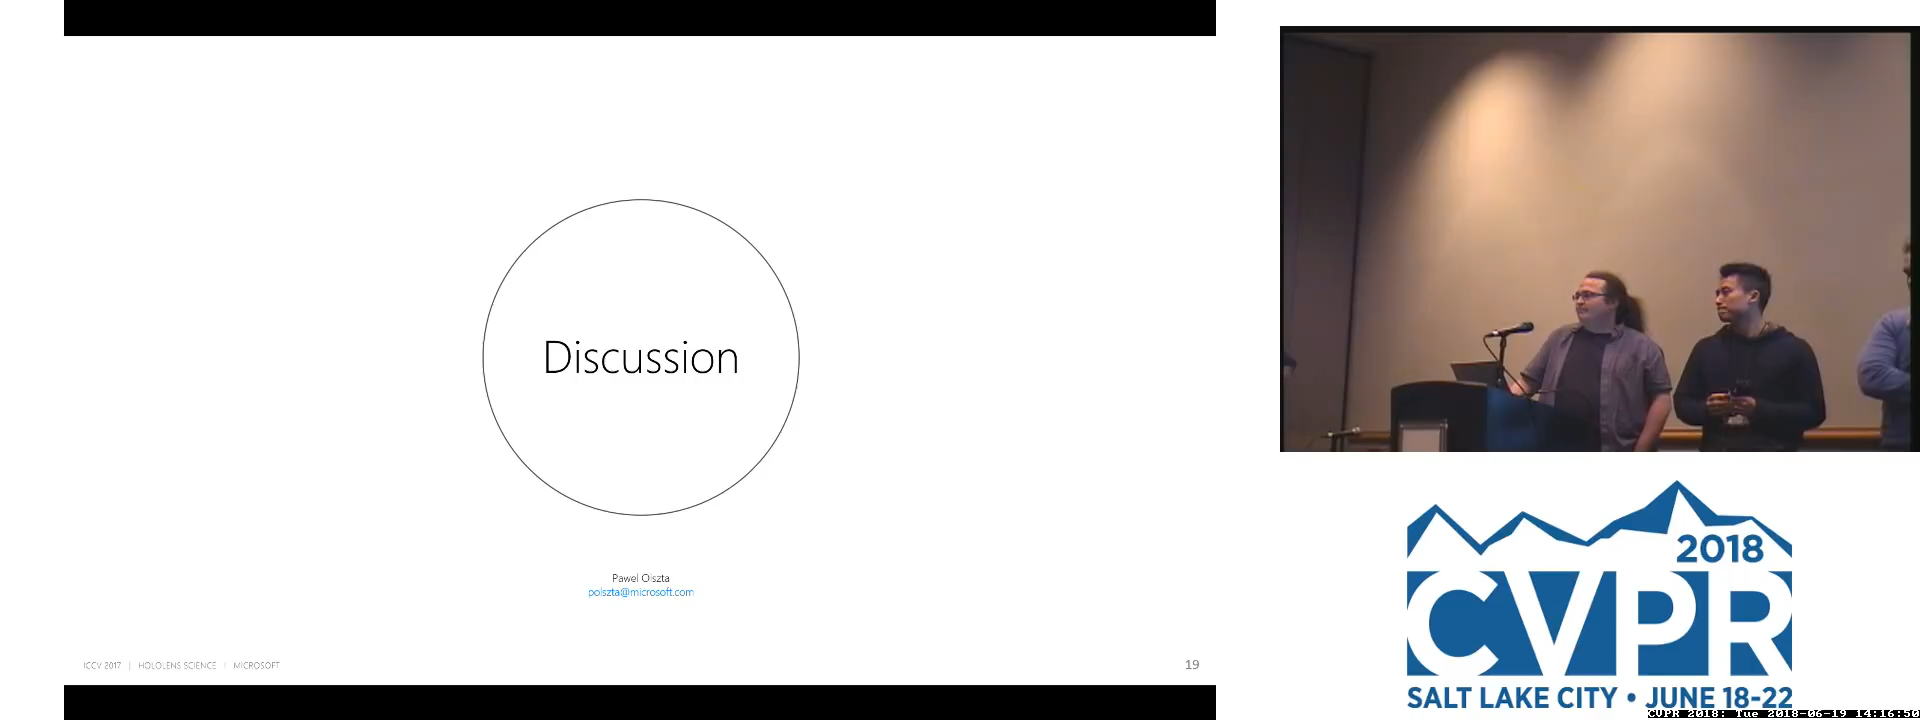 Discussion
Pawel Olszta
polszta@microsoft.com
ICCV 2017 | HOLOLENS SCIENCE | MICROSOFT
19
2018
CVPR
SALT LAKE CITY • JUNE 18-22
CVPR 2018: Tue 2018-06-19 14:16:50